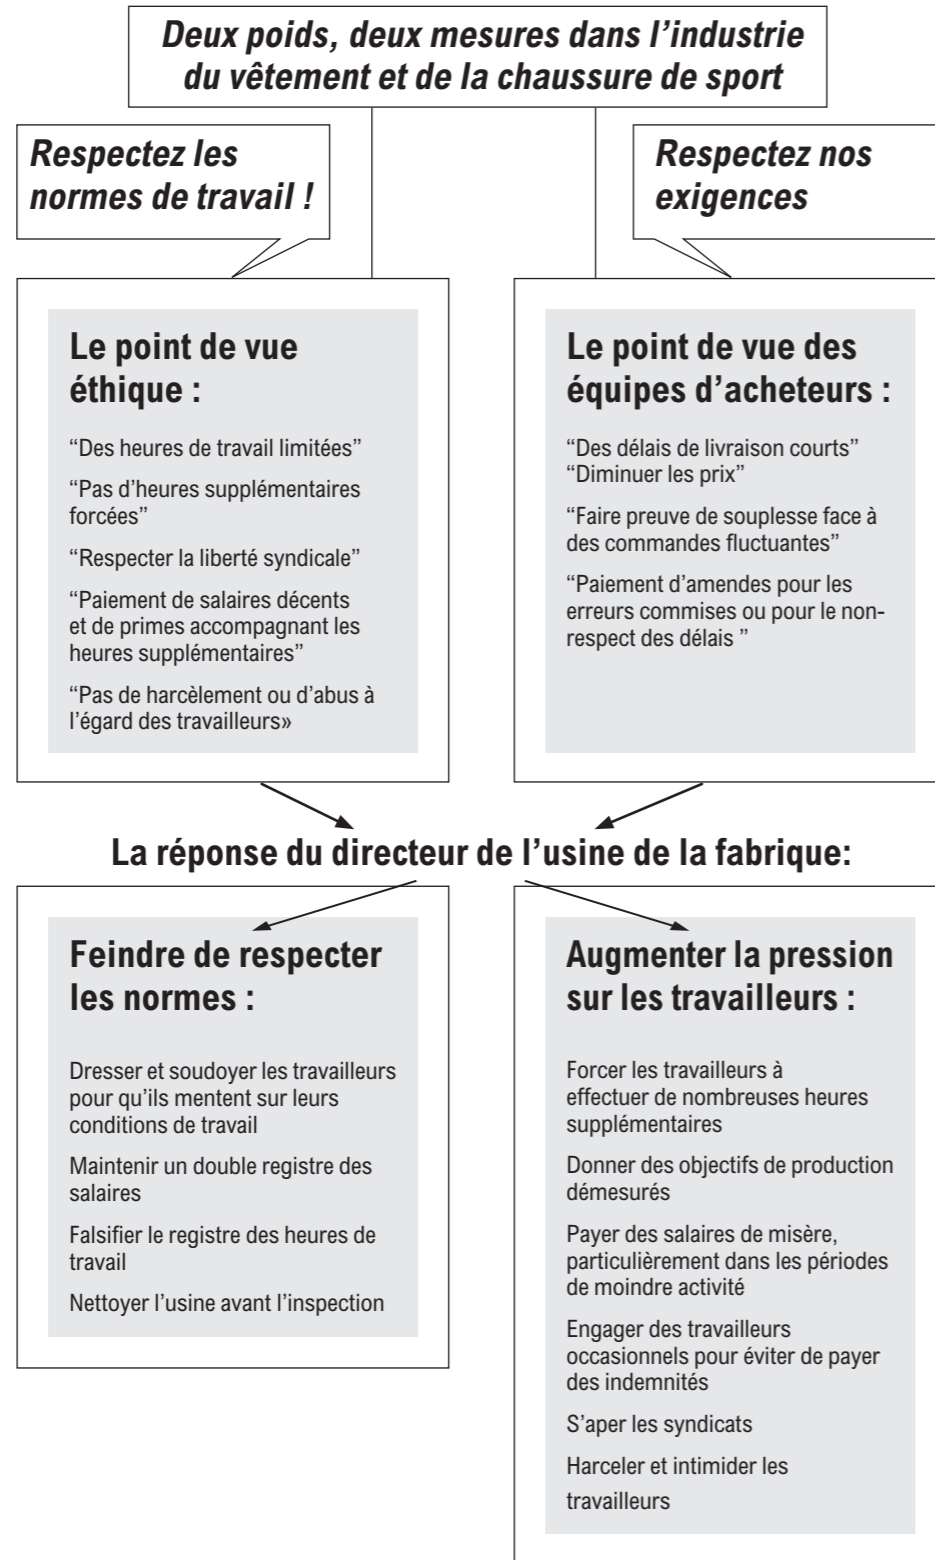 Deux poids, deux mesures dans l’industrie
du vêtement et de la chaussure de sport
Respectez les
normes de travail !
Respectez nos
exigences
Le point de vue
éthique :
“Des heures de travail limitées”
“Pas d’heures supplémentaires
forcées”
“Respecter la liberté syndicale”
“Paiement de salaires décents
et de primes accompagnant les
heures supplémentaires”
“Pas de harcèlement ou d’abus à
l’égard des travailleurs»
Le point de vue des
équipes d’acheteurs :
“Des délais de livraison courts”
“Diminuer les prix”
“Faire preuve de souplesse face à
des commandes fluctuantes”
“Paiement d’amendes pour les
erreurs commises ou pour le non-
respect des délais ”
La réponse du directeur de l’usine de la fabrique:
Feindre de respecter
les normes :
Dresser et soudoyer les travailleurs
pour qu’ils mentent sur leurs
conditions de travail
Maintenir un double registre des
salaires
Falsifier le registre des heures de
travail
Nettoyer l’usine avant l’inspection
Augmenter la pression
sur les travailleurs :
Forcer les travailleurs à
effectuer de nombreuses heures
supplémentaires
Donner des objectifs de production
démesurés
Payer des salaires de misère,
particulièrement dans les périodes
de moindre activité
Engager des travailleurs
occasionnels pour éviter de payer
des indemnités
S’aper les syndicats
Harceler et intimider les
travailleurs